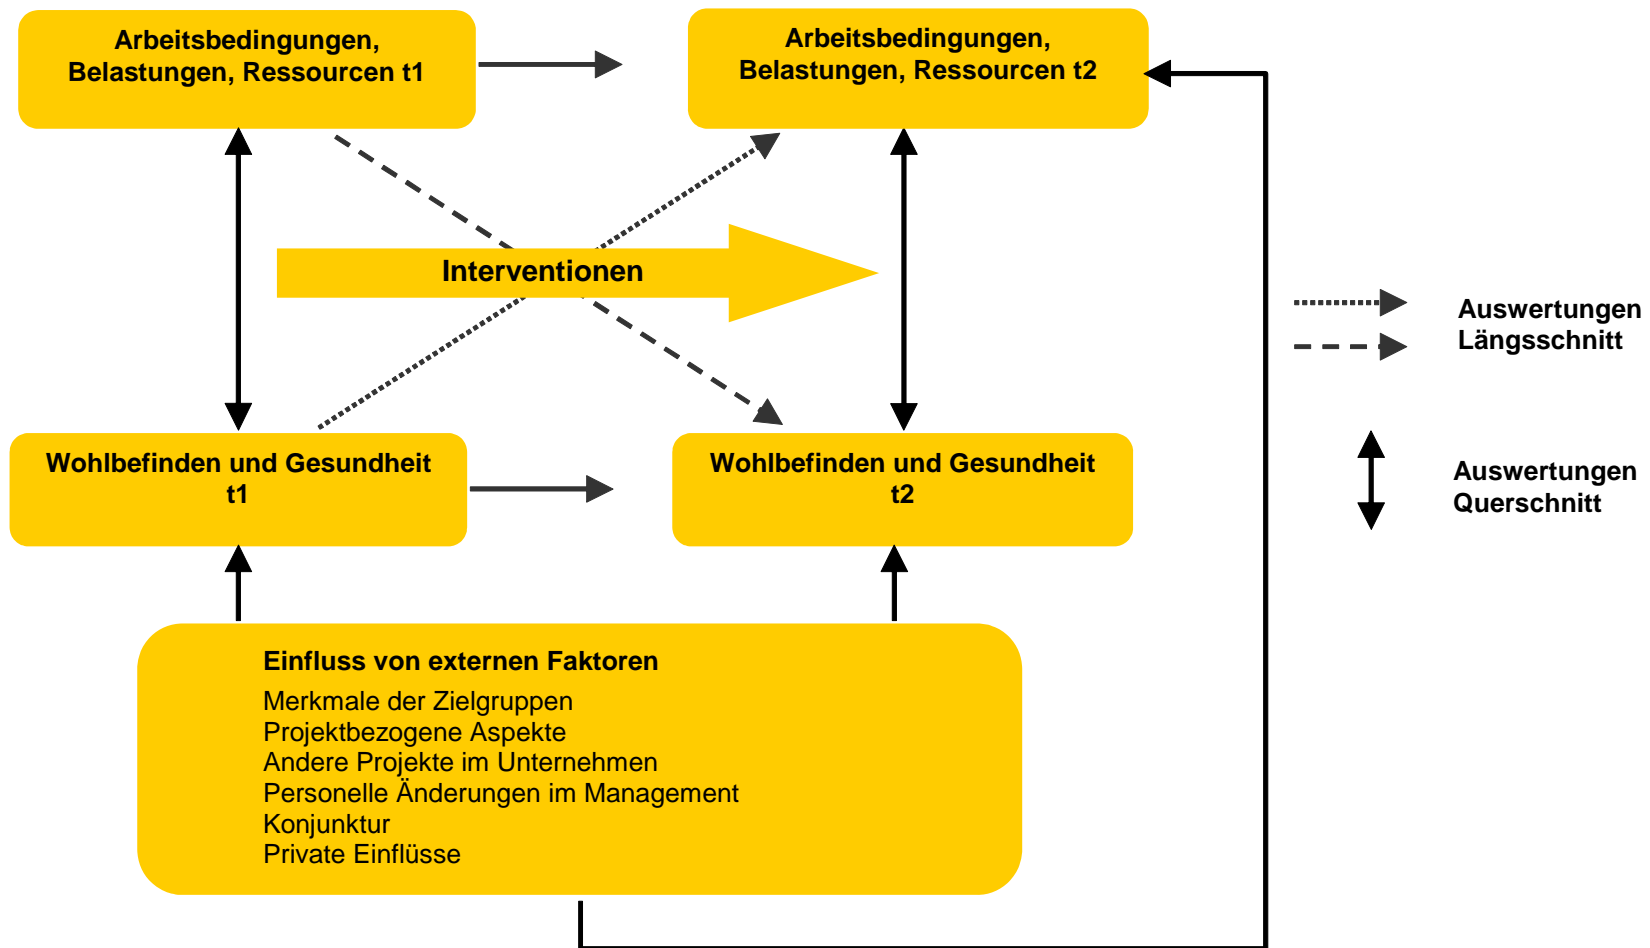 Arbeitsbedingungen,
Belastungen, Ressourcen t1
Arbeitsbedingungen,
Belastungen, Ressourcen t2
Interventionen
Auswertungen
Längsschnitt
Wohlbefinden und Gesundheit
t1
Wohlbefinden und Gesundheit
t2
Auswertungen
Querschnitt
Einfluss von externen Faktoren
Merkmale der Zielgruppen
Projektbezogene Aspekte
Andere Projekte im Unternehmen
Personelle Änderungen im Management
Konjunktur
Private Einflüsse